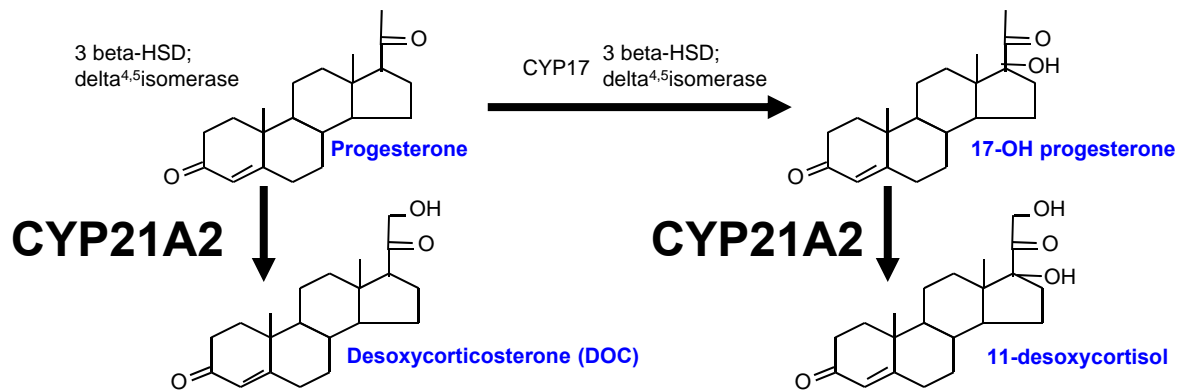 O
3 beta-HSD;
delta4,5isomerase
CYP17
3 beta-HSD;
delta4,5isomerase
O
OH
Progesterone
17-OH progesterone
O
O
CYP21A2
OH
O
CYP21A2
OH
O
OH
Desoxycorticosterone (DOC)
11-desoxycortisol
O
O